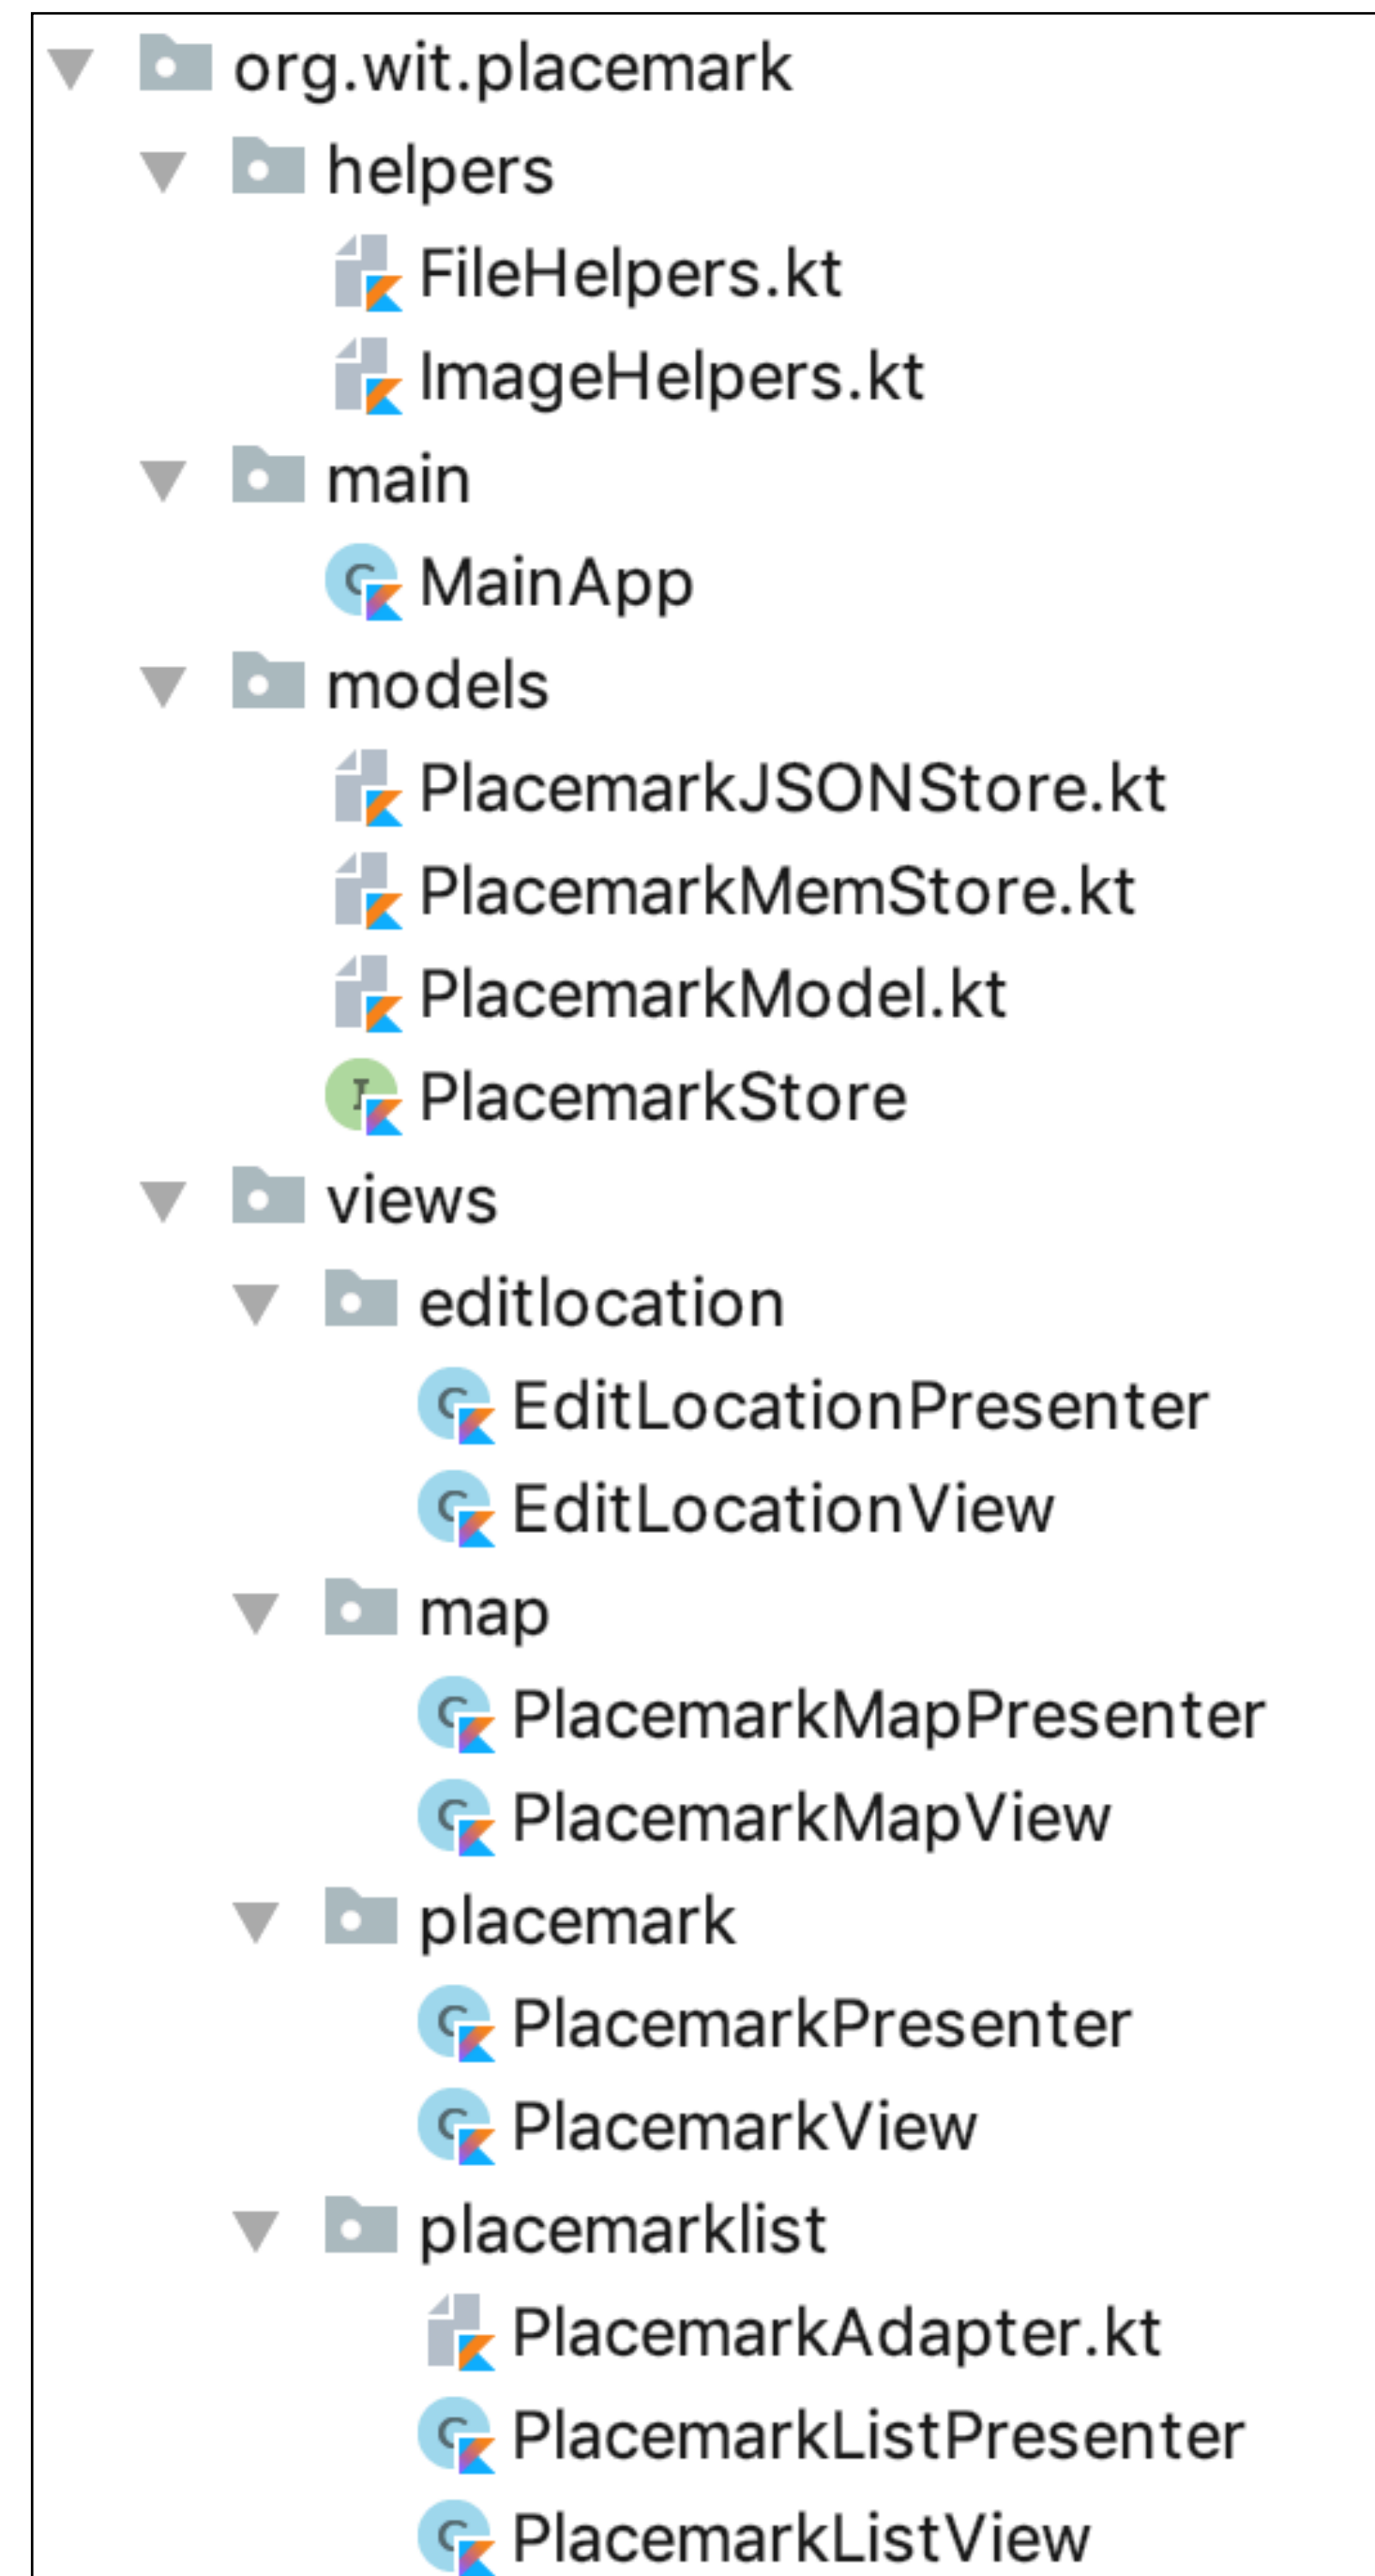 org.wit.placemark
helpers
FileHelpers.kt
ImageHelpers.kt
main
MainApp
models
PlacemarkJSONStore.kt
PlacemarkMemStore.kt
PlacemarkModel.kt
PlacemarkStore
views
editlocation
EditLocationPresenter
EditLocationView
map
PlacemarkMapPresenter
PlacemarkMapView
placemark
PlacemarkPresenter
PlacemarkView
placemarklist
PlacemarkAdapter.kt
PlacemarkListPresenter
PlacemarkListView